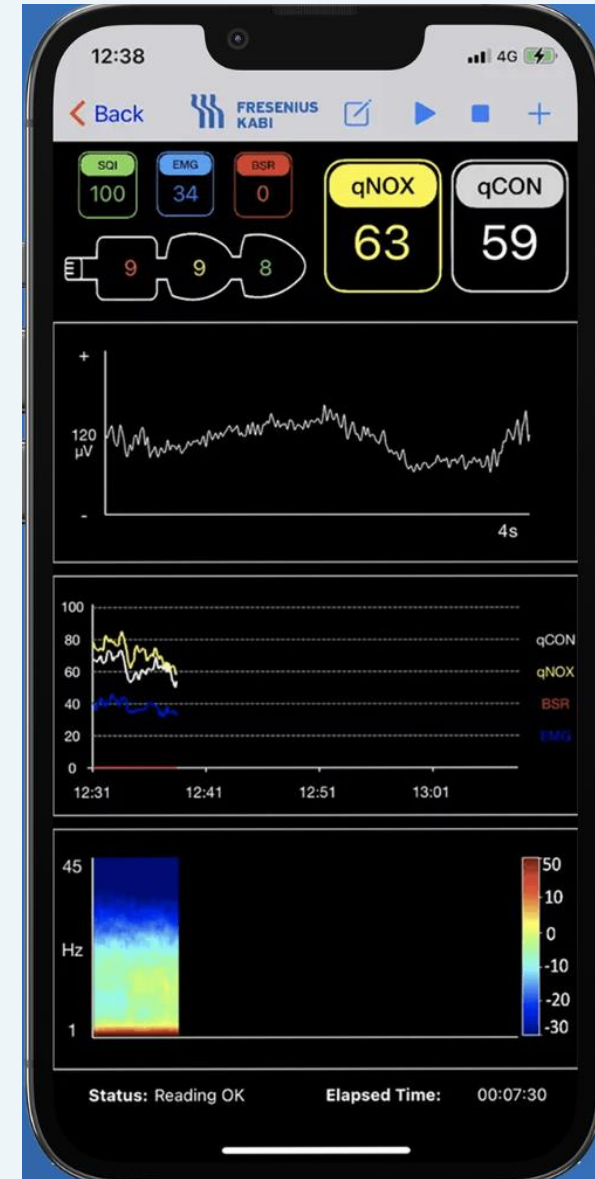 12:38
4G
Back
FRESENIUS
KABI
SQI
100
EMG
34
BSR
0
qNOX
63
qCON
59
9
9
8
+
120
µV
-
4s
100
80
60
40
20
0
qCON
qNOX
BSR
EMG
12:31
12:41
12:51
13:01
45
Hz
1
50
10
0
-10
-20
-30
Status: Reading OK
Elapsed Time: 00:07:30